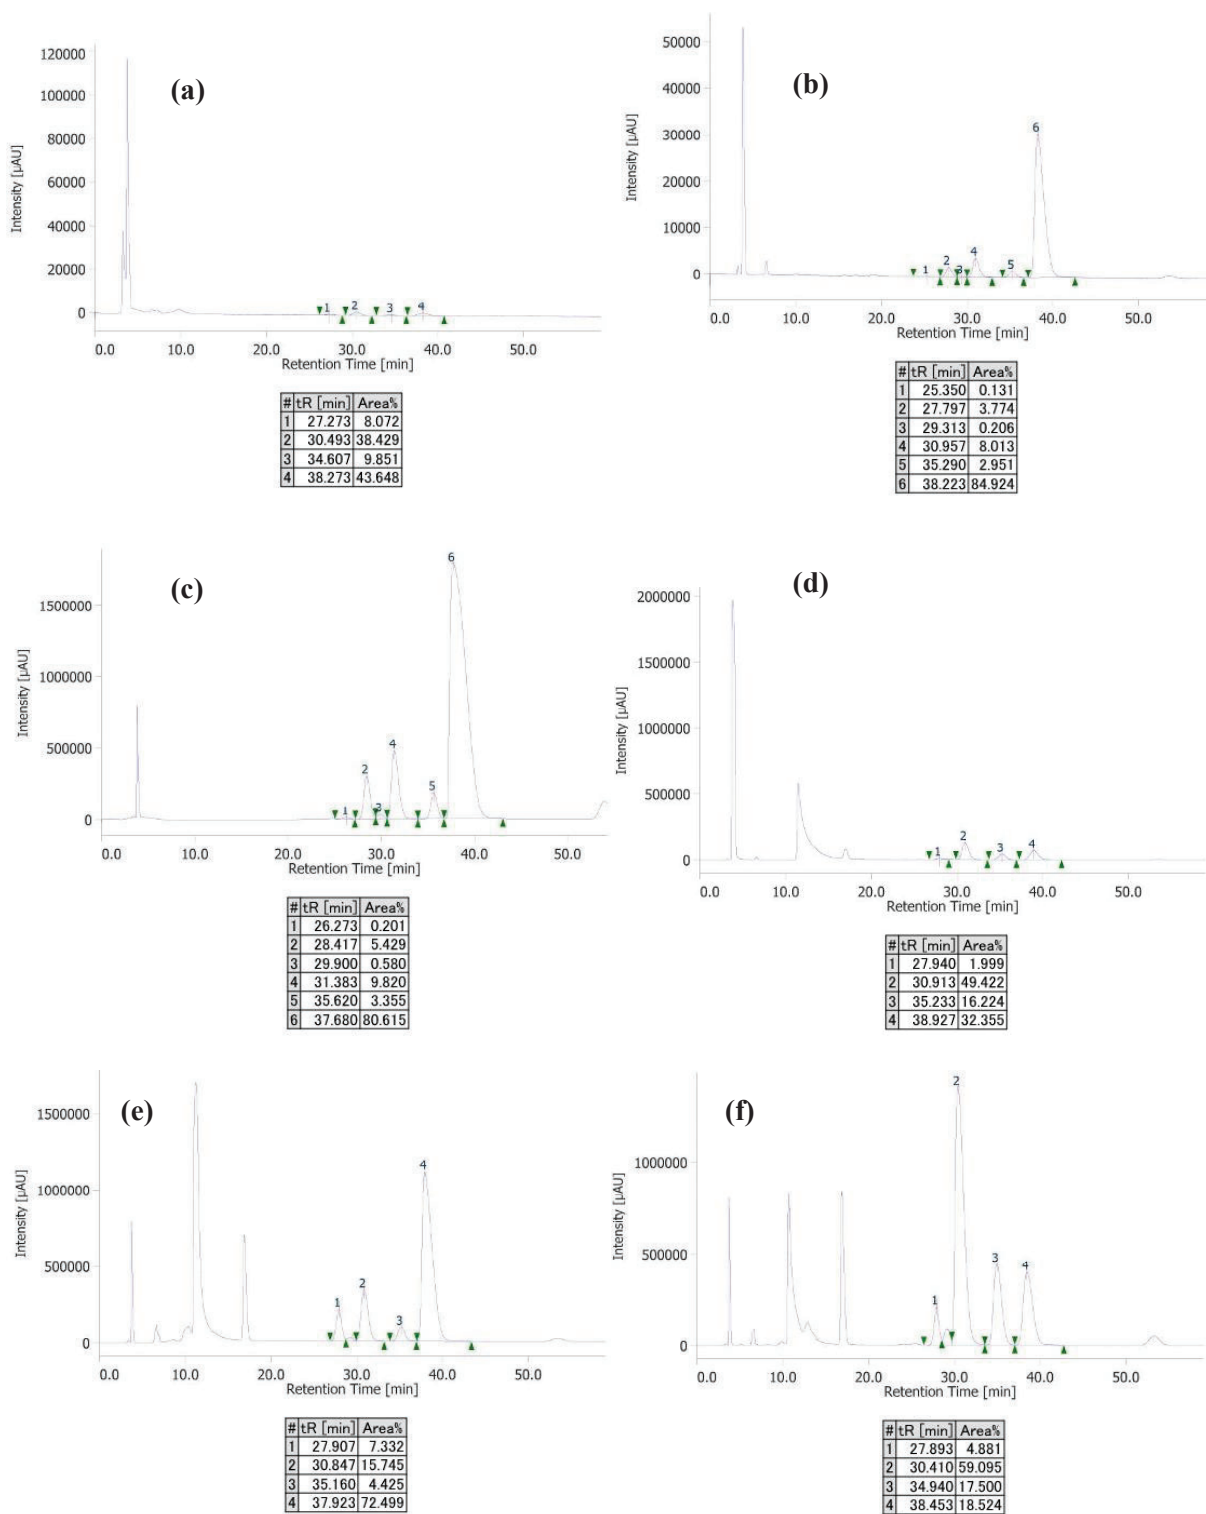 (a)
Intensity [µAU]
120000
100000
80000
60000
40000
20000
0
1 2 3 4
0.0 10.0 20.0 30.0 40.0 50.0
Retention Time [min]
# tR [min] Area%
1 27.273 8.072
2 30.493 38.429
3 34.607 9.851
4 38.273 43.648
(b)
Intensity [µAU]
50000
40000
30000
20000
10000
0
1 2 3 4 5 6
0.0 10.0 20.0 30.0 40.0 50.0
Retention Time [min]
# tR [min] Area%
1 25.350 0.131
2 27.797 3.774
3 29.313 0.206
4 30.957 8.013
5 35.290 2.951
6 38.223 84.924
(c)
Intensity [µAU]
1500000
1000000
500000
0
1 2 3 4 5 6
0.0 10.0 20.0 30.0 40.0 50.0
Retention Time [min]
# tR [min] Area%
1 26.273 0.201
2 28.417 5.429
3 29.900 0.580
4 31.383 9.820
5 35.620 3.355
6 37.680 80.615
(d)
Intensity [µAU]
2000000
1500000
1000000
500000
0
1 2 3 4
0.0 10.0 20.0 30.0 40.0 50.0
Retention Time [min]
# tR [min] Area%
1 27.940 1.999
2 30.913 49.422
3 35.233 16.224
4 38.927 32.355
(e)
Intensity [µAU]
1500000
1000000
500000
0
1 2 3 4
0.0 10.0 20.0 30.0 40.0 50.0
Retention Time [min]
# tR [min] Area%
1 27.907 7.332
2 30.847 15.745
3 35.160 4.425
4 37.923 72.499
(f)
Intensity [µAU]
1000000
500000
0
1 2 3 4
0.0 10.0 20.0 30.0 40.0 50.0
Retention Time [min]
# tR [min] Area%
1 27.893 4.881
2 30.410 59.095
3 34.940 17.500
4 38.453 18.524